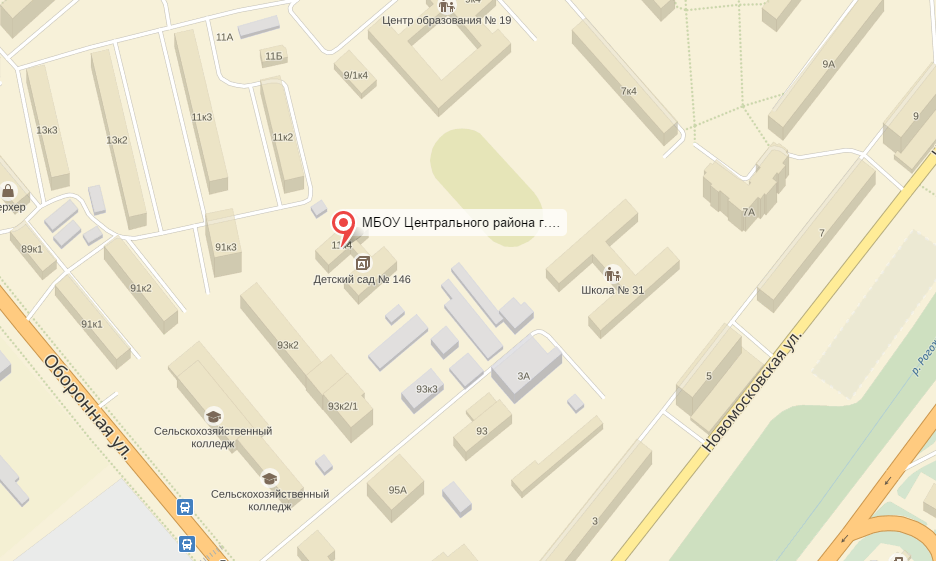 9к4
Центр образования № 19
11А
11Б
9/1к4
9А
7к4
13к3
13к2
11к3
11к2
9
7А
МБОУ Центрального района г....
7
89к1
91к3
Детский сад № 146
Школа № 31
91к2
91к1
93к2
Оборонная ул.
93к3
3А
5
Новомосковская ул.
93к2/1
Сельскохозяйственный
колледж
93
Сельскохозяйственный
колледж
95А
3